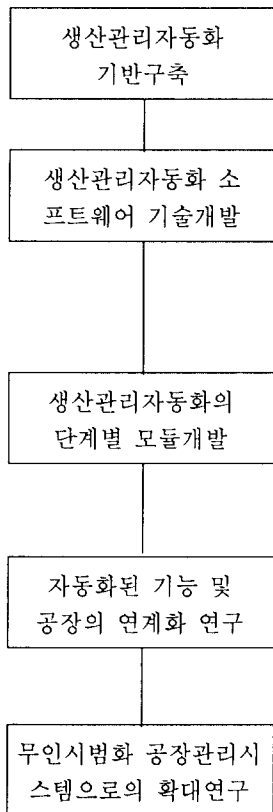 생산관리자동화
기반구축
생산관리자동화 소
프트웨어 기술개발
생산관리자동화의
단계별 모듈개발
자동화된 기능 및
공장의 연계화 연구
무인시범화 공장관리시
스템으로의 확대연구